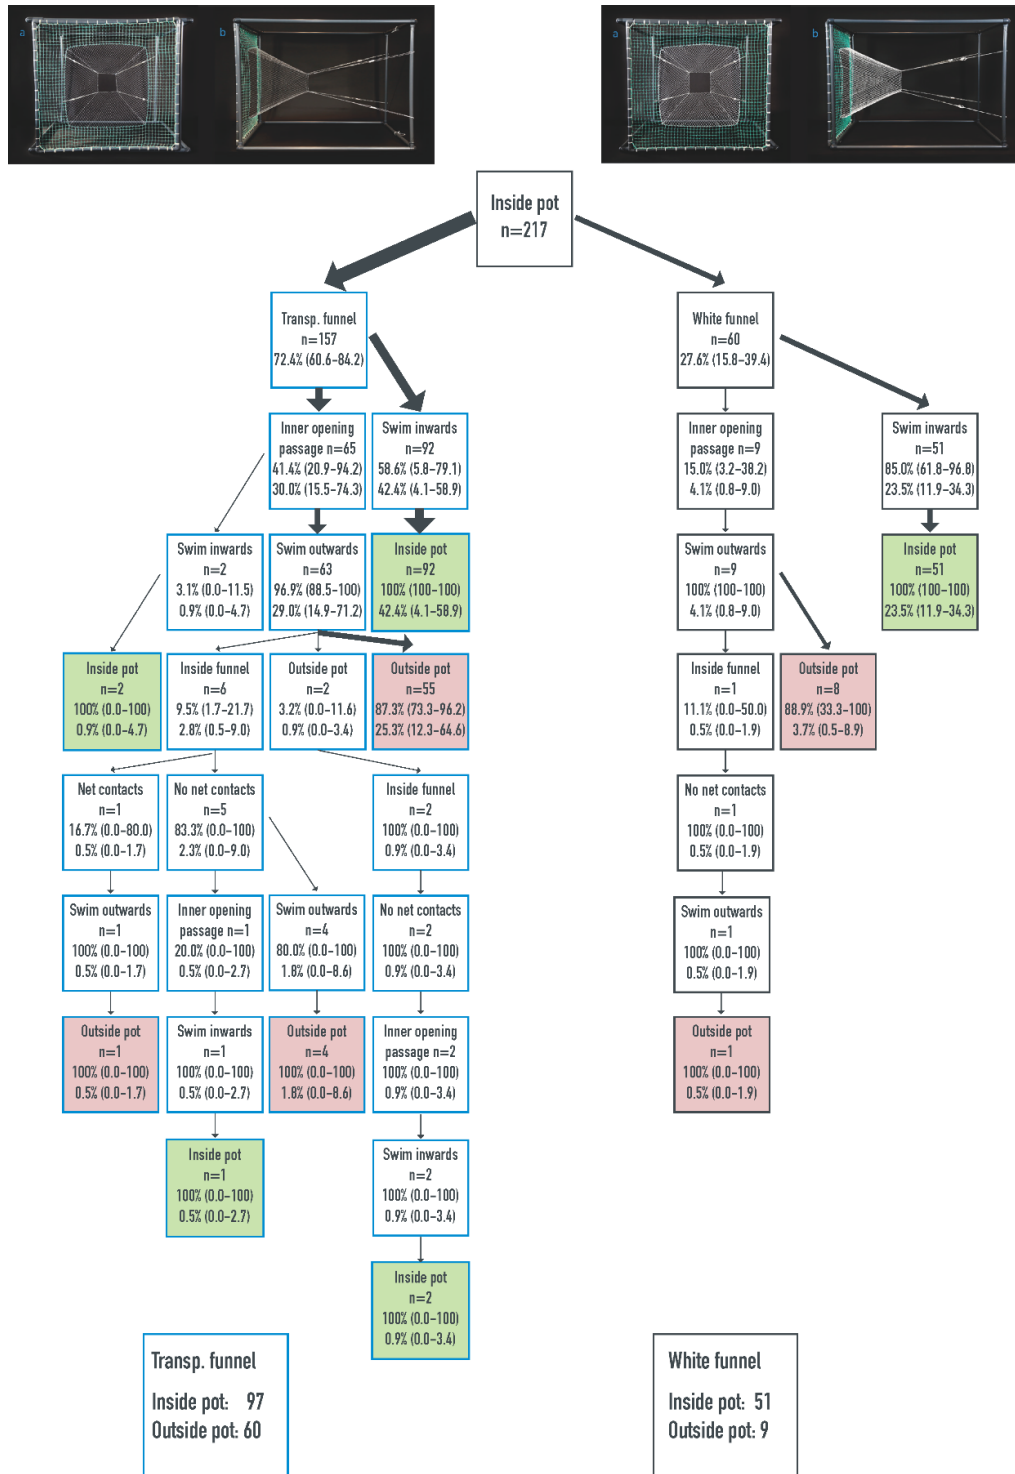 a
b
a
b
Inside pot
n=217
Transp. funnel
n=157
72.4% (60.6–84.2)
White funnel
n=60
27.6% (15.8–39.4)
Inner opening
passage n=65
41.4% (20.9–94.2)
30.0% (15.5–74.3)
Swim inwards
n=92
58.6% (5.8–79.1)
42.4% (4.1–58.9)
Inner opening
passage n=9
15.0% (3.2–38.2)
4.1% (0.8–9.0)
Swim inwards
n=51
85.0% (61.8–96.8)
23.5% (11.9–34.3)
Swim inwards
n=2
3.1% (0.0–11.5)
0.9% (0.0–4.7)
Swim outwards
n=63
96.9% (88.5–100)
29.0% (14.9–71.2)
Inside pot
n=92
100% (100–100)
42.4% (4.1–58.9)
Swim outwards
n=9
100% (100–100)
4.1% (0.8–9.0)
Inside pot
n=51
100% (100–100)
23.5% (11.9–34.3)
Inside pot
n=2
100% (0.0–100)
0.9% (0.0–4.7)
Inside funnel
n=6
9.5% (1.7–21.7)
2.8% (0.5–9.0)
Outside pot
n=2
3.2% (0.0–11.6)
0.9% (0.0–3.4)
Outside pot
n=55
87.3% (73.3–96.2)
25.3% (12.3–64.6)
Inside funnel
n=1
11.1% (0.0–50.0)
0.5% (0.0–1.9)
Outside pot
n=8
88.9% (33.3–100)
3.7% (0.5–8.9)
Net contacts
n=1
16.7% (0.0–80.0)
0.5% (0.0–1.7)
No net contacts
n=5
83.3% (0.0–100)
2.3% (0.0–9.0)
Inside funnel
n=2
100% (0.0–100)
0.9% (0.0–3.4)
No net contacts
n=1
100% (0.0–100)
0.5% (0.0–1.9)
Swim outwards
n=1
100% (0.0–100)
0.5% (0.0–1.7)
Inner opening
passage n=1
20.0% (0.0–100)
0.5% (0.0–2.7)
Swim outwards
n=4
80.0% (0.0–100)
1.8% (0.0–8.6)
No net contacts
n=2
100% (0.0–100)
0.9% (0.0–3.4)
Swim outwards
n=1
100% (0.0–100)
0.5% (0.0–1.9)
Outside pot
n=1
100% (0.0–100)
0.5% (0.0–1.7)
Swim inwards
n=1
100% (0.0–100)
0.5% (0.0–2.7)
Outside pot
n=4
100% (0.0–100)
1.8% (0.0–8.6)
Inner opening
passage n=2
100% (0.0–100)
0.9% (0.0–3.4)
Outside pot
n=1
100% (0.0–100)
0.5% (0.0–1.9)
Inside pot
n=1
100% (0.0–100)
0.5% (0.0–2.7)
Swim inwards
n=2
100% (0.0–100)
0.9% (0.0–3.4)
Inside pot
n=2
100% (0.0–100)
0.9% (0.0–3.4)
Transp. funnel
Inside pot: 97
Outside pot: 60
White funnel
Inside pot: 51
Outside pot: 9